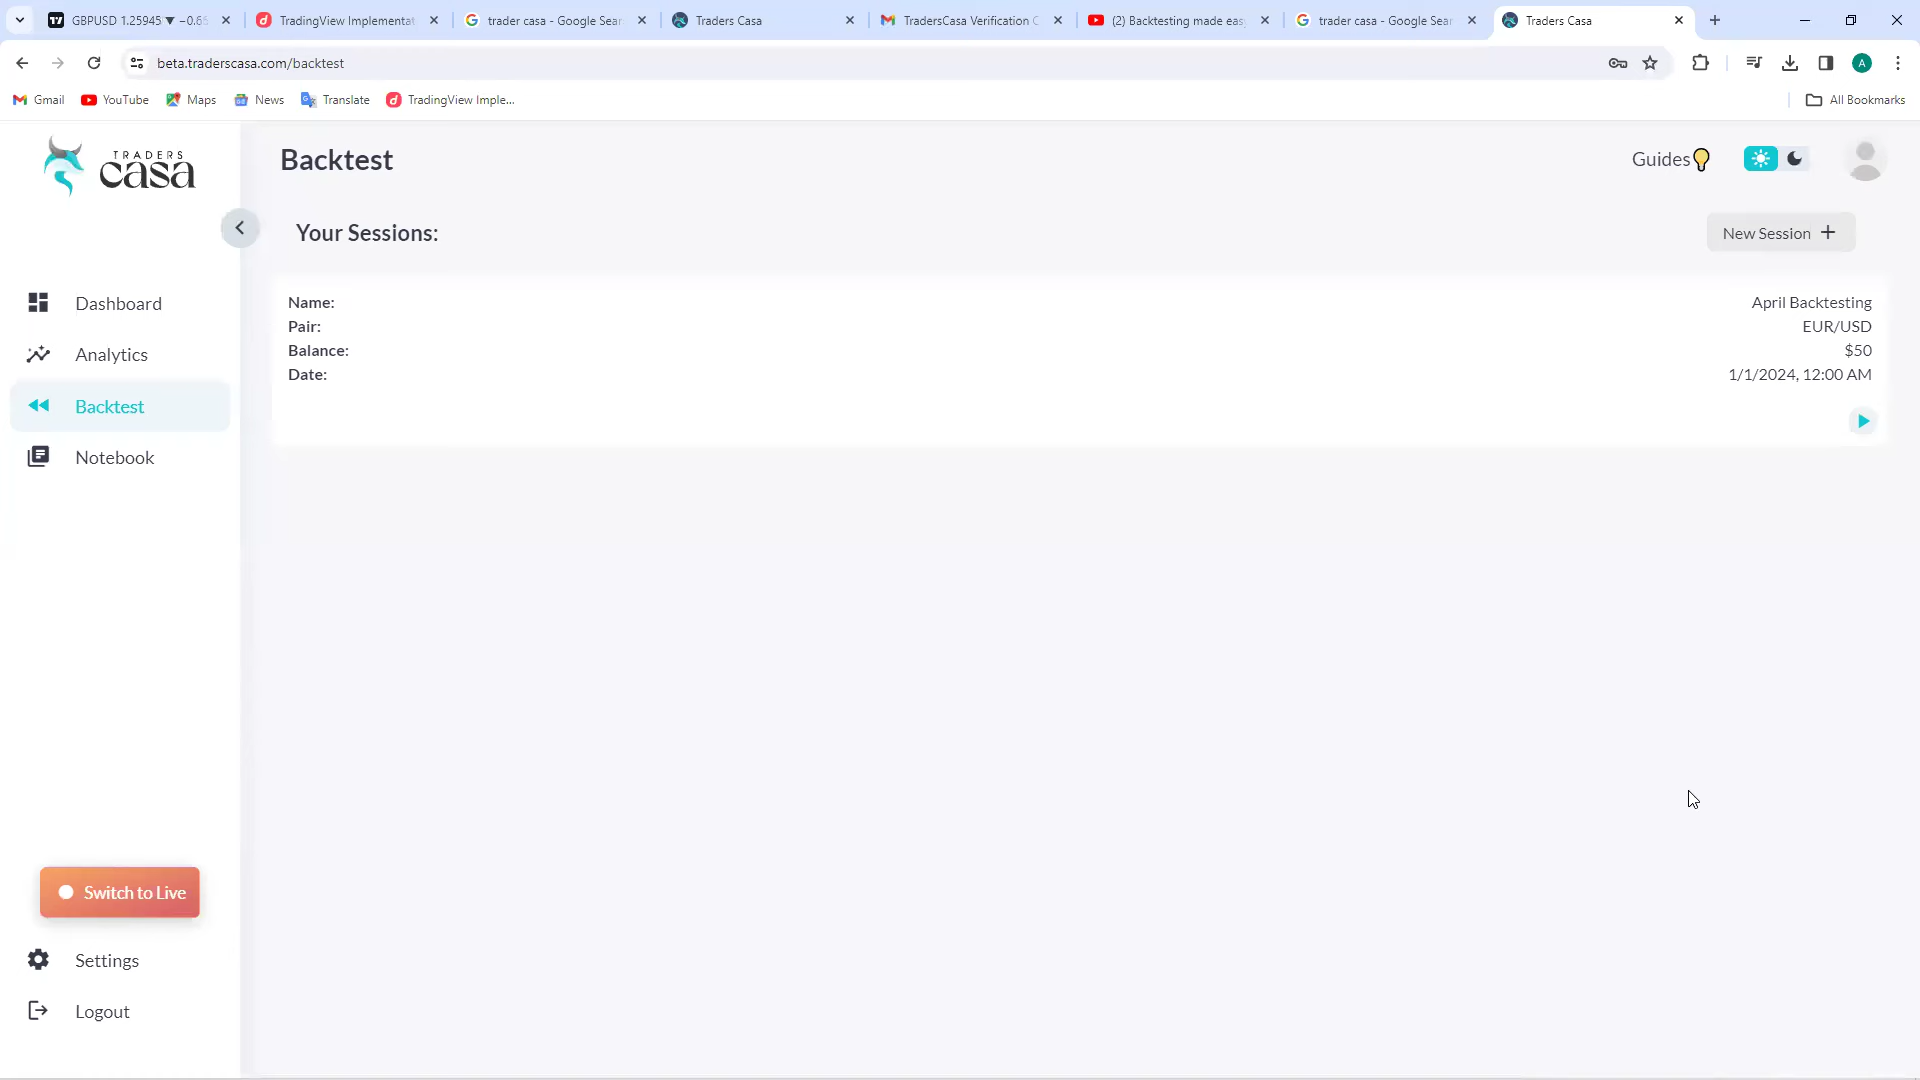 GBPUSD 1.25945 ▼ −0.6
TradingView Implementat
trader casa - Google Sear
Traders Casa
TradersCasa Verification C
(2) Backtesting made eas
trader casa - Google Sear
Traders Casa
beta.traderscasa.com/backtest
A
Gmail
YouTube
Maps
News
Translate
TradingView Imple...
All Bookmarks
TRADERS
casa
Backtest
Guides
Your Sessions:
New Session +
Name:
April Backtesting
Pair:
EUR/USD
Balance:
$50
Date:
1/1/2024, 12:00 AM
Dashboard
Analytics
Backtest
Notebook
Switch to Live
Settings
Logout